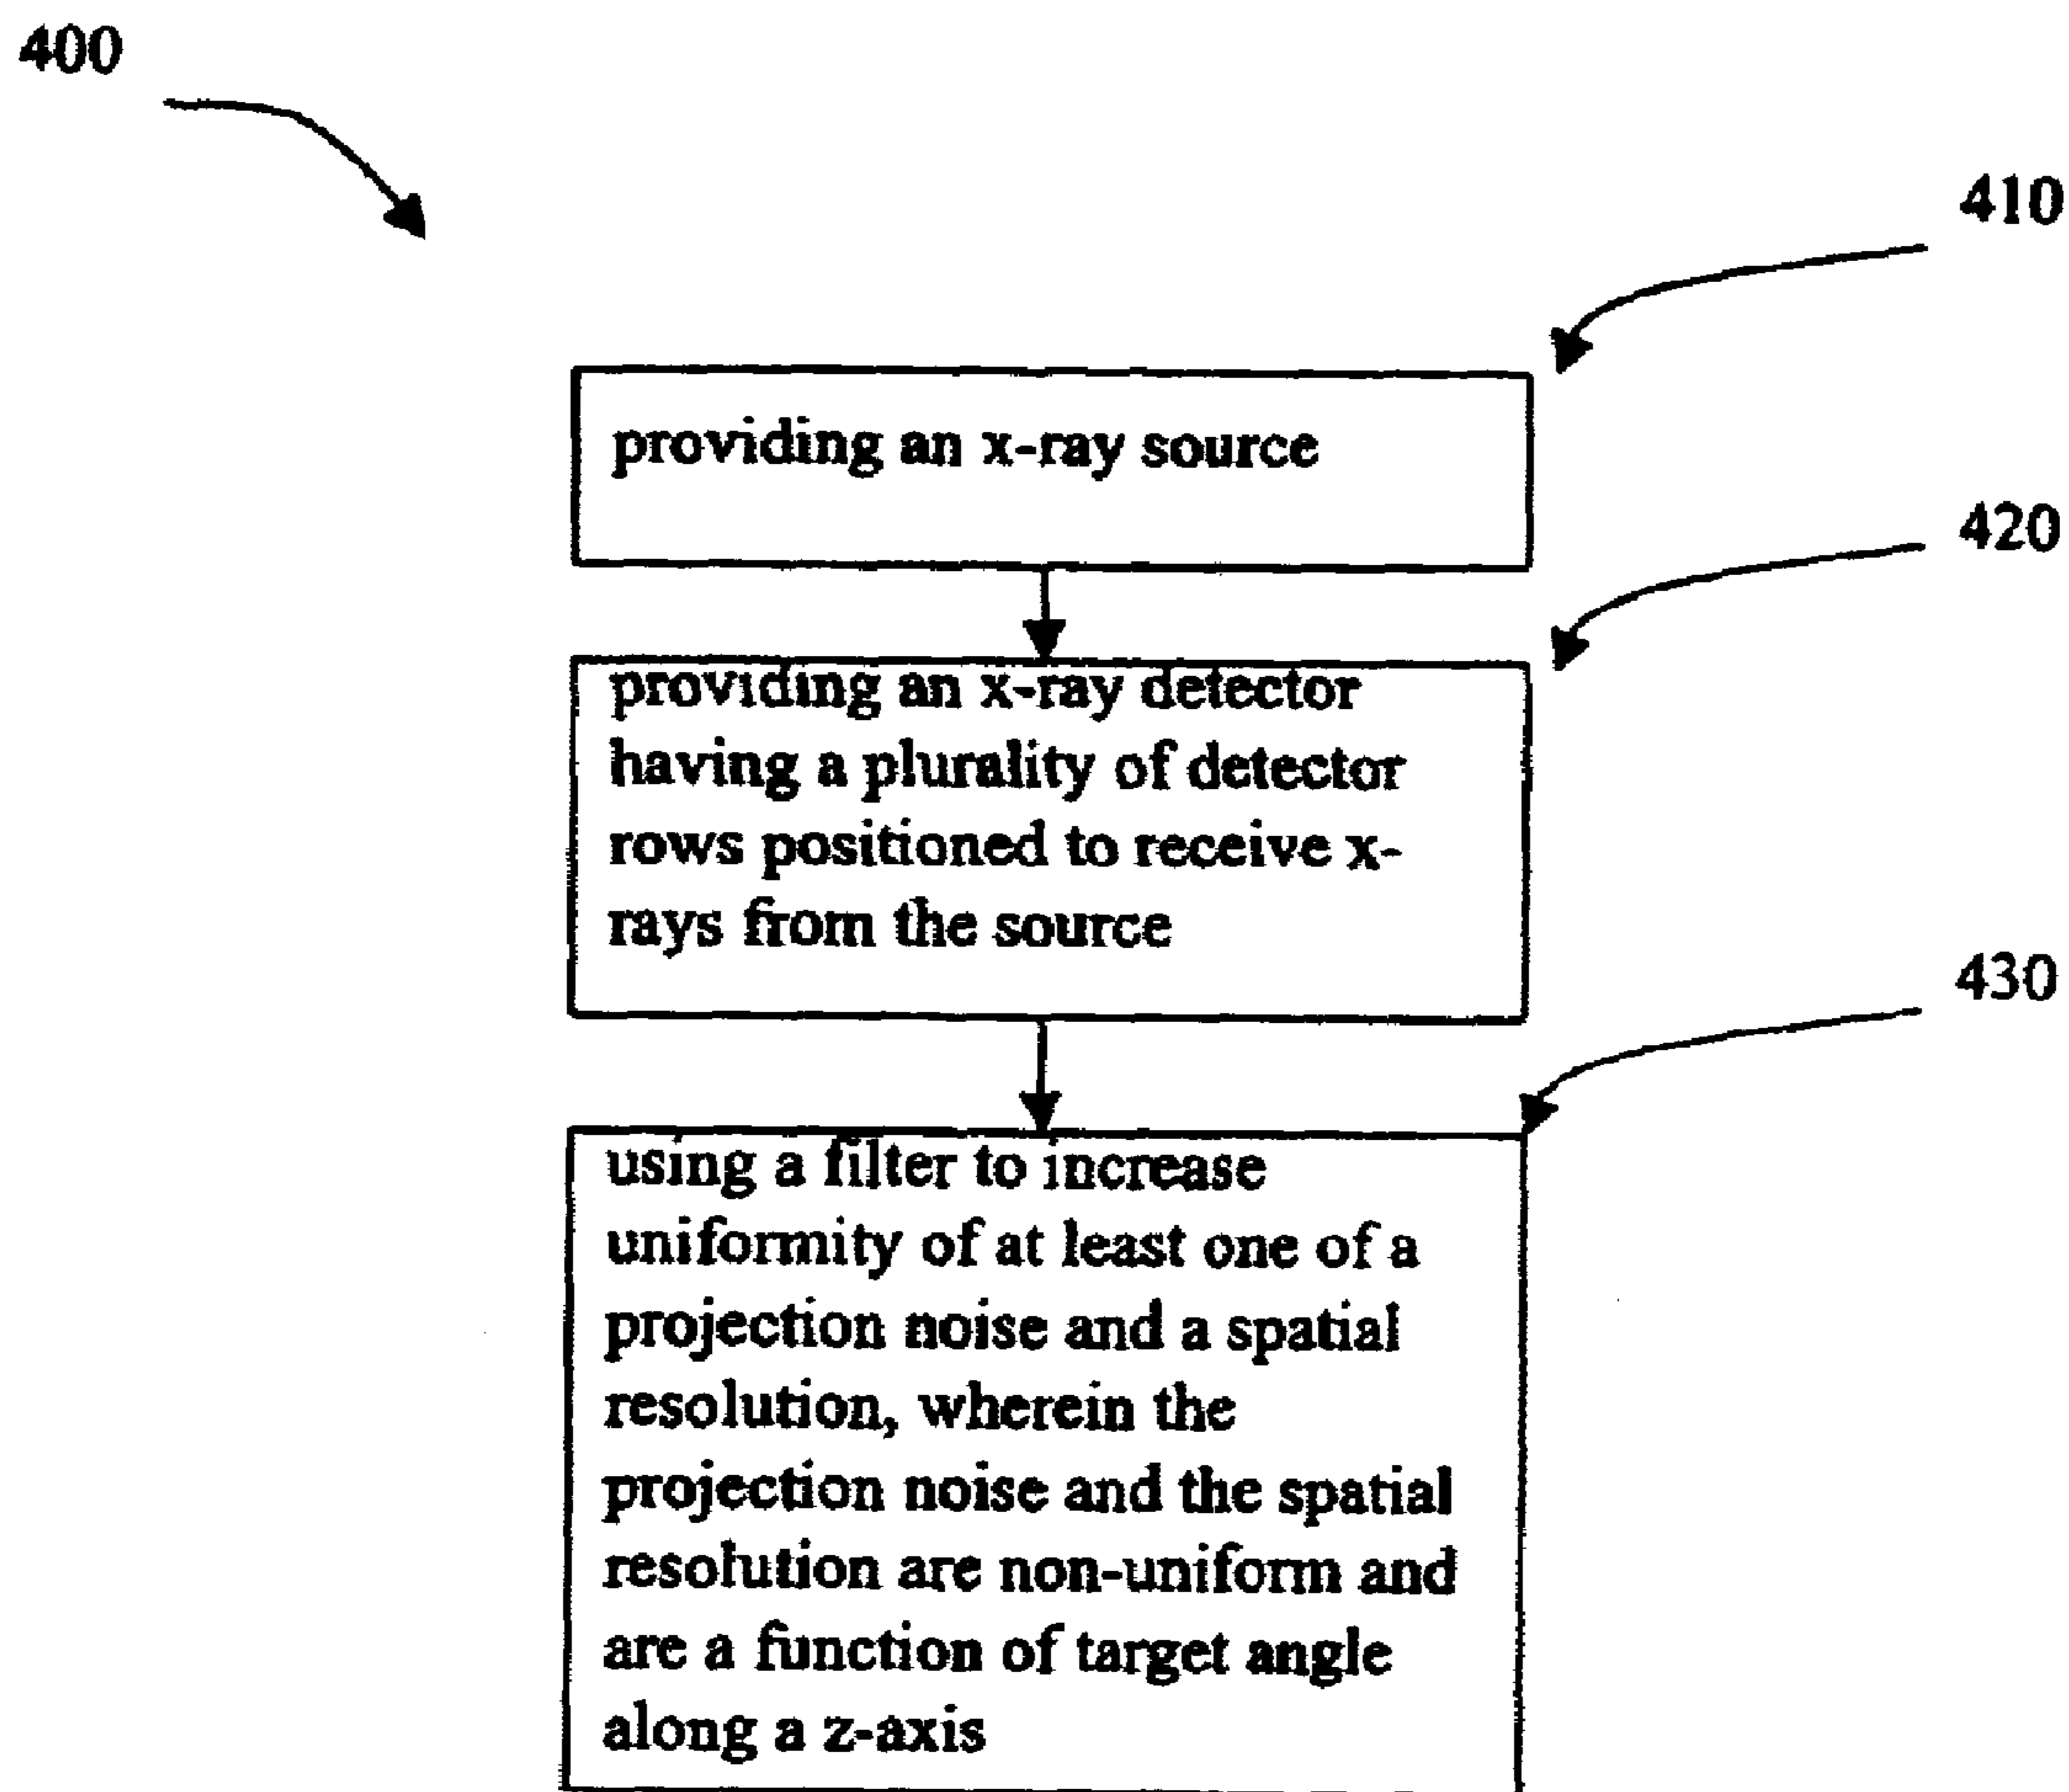 400
410
providing an x-ray source
420
providing an x-ray detector
having a plurality of detector
rows positioned to receive x-
rays from the source
430
using a filter to increase
uniformity of at least one of a
projection noise and a spatial
resolution, wherein the
projection noise and the spatial
resolution are non-uniform and
are a function of target angle
along a z-axis